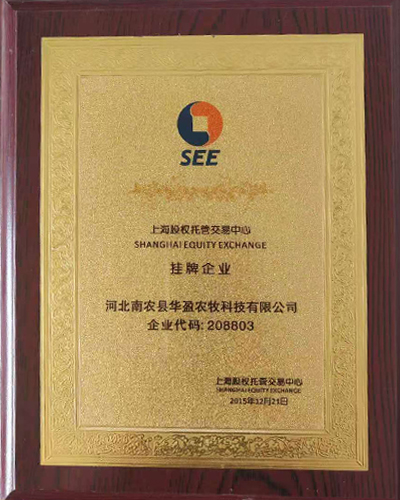 SEE
上海股权托管交易中心
SHANGHAI EQUITY EXCHANGE
挂牌企业
河北南农县华盈农牧科技有限公司
企业代码: 208803
上海股权托管交易中心
SHANGHAI EQUITY EXCHANGE
2015年12月21日